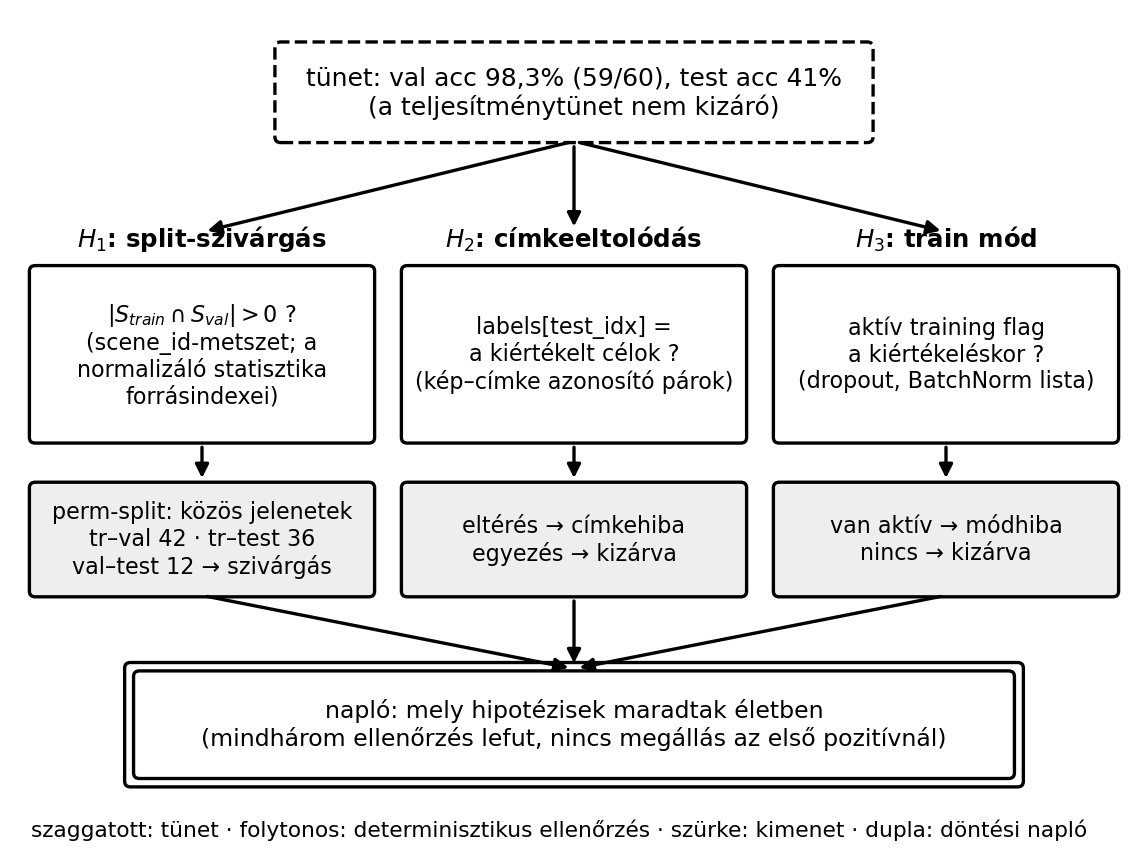 tünet: val acc 98,3% (59/60), test acc 41%
(a teljesítménytünet nem kizáró)
H₁: split-szivárgás
|S_train ∩ S_val| > 0 ?
(scene_id-metszet; a
normalizáló statisztika
forrásindexei)
perm-split: közös jelenetek
tr–val 42 · tr–test 36
val–test 12 → szivárgás
H₂: címkeeltolódás
labels[test_idx] =
a kiértékelt célok ?
(kép–címke azonosító párok)
eltérés → címkehiba
egyezés → kizárva
H₃: train mód
aktív training flag
a kiértékeléskor ?
(dropout, BatchNorm lista)
van aktív → módhiba
nincs → kizárva
napló: mely hipotézisek maradtak életben
(mindhárom ellenőrzés lefut, nincs megállás az első pozitívnál)
szaggatott: tünet · folytonos: determinisztikus ellenőrzés · szürke: kimenet · dupla: döntési napló